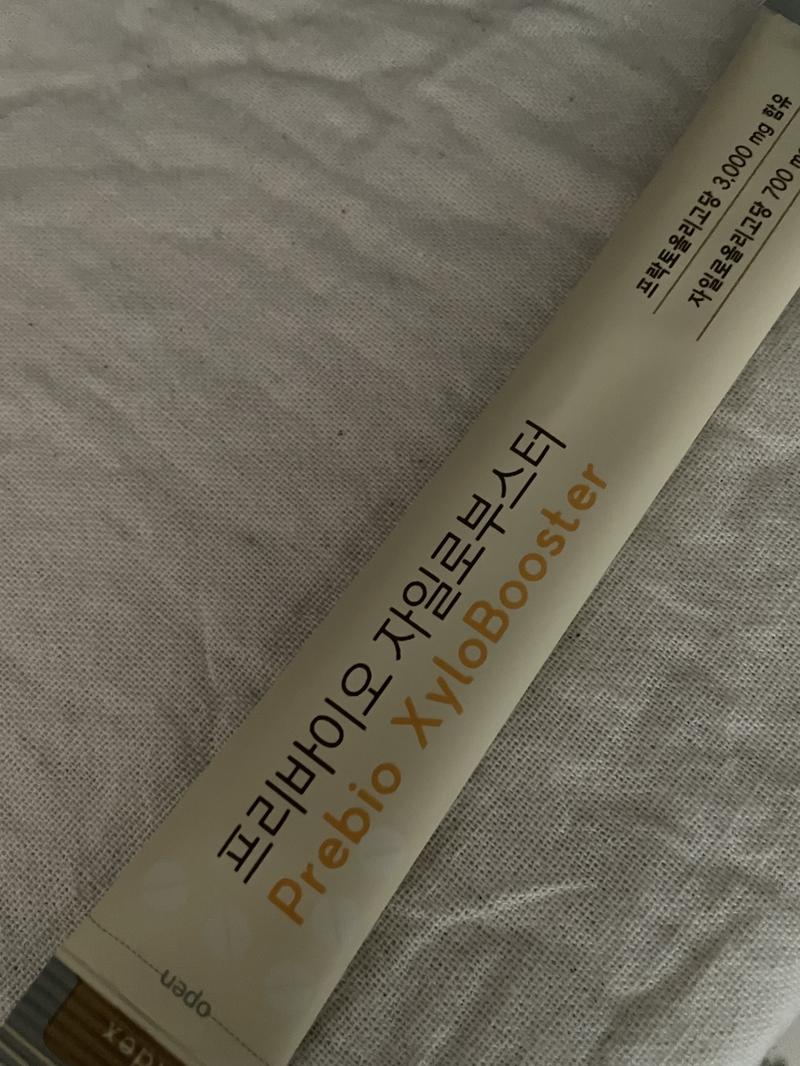 프락토올리고당 3,000 mg 함유
자일로올리고당 700
프리바이오 자일로부스터
Prebio XyloBooster
open